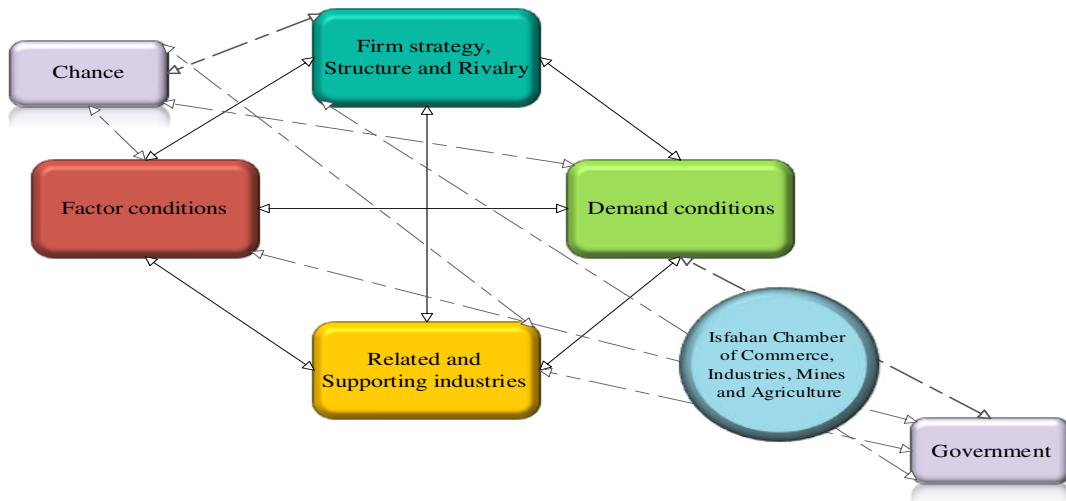 Firm strategy,
Structure and Rivalry
Chance
Factor conditions
Demand conditions
Related and
Supporting industries
Isfahan Chamber
of Commerce,
Industries, Mines
and Agriculture
Government